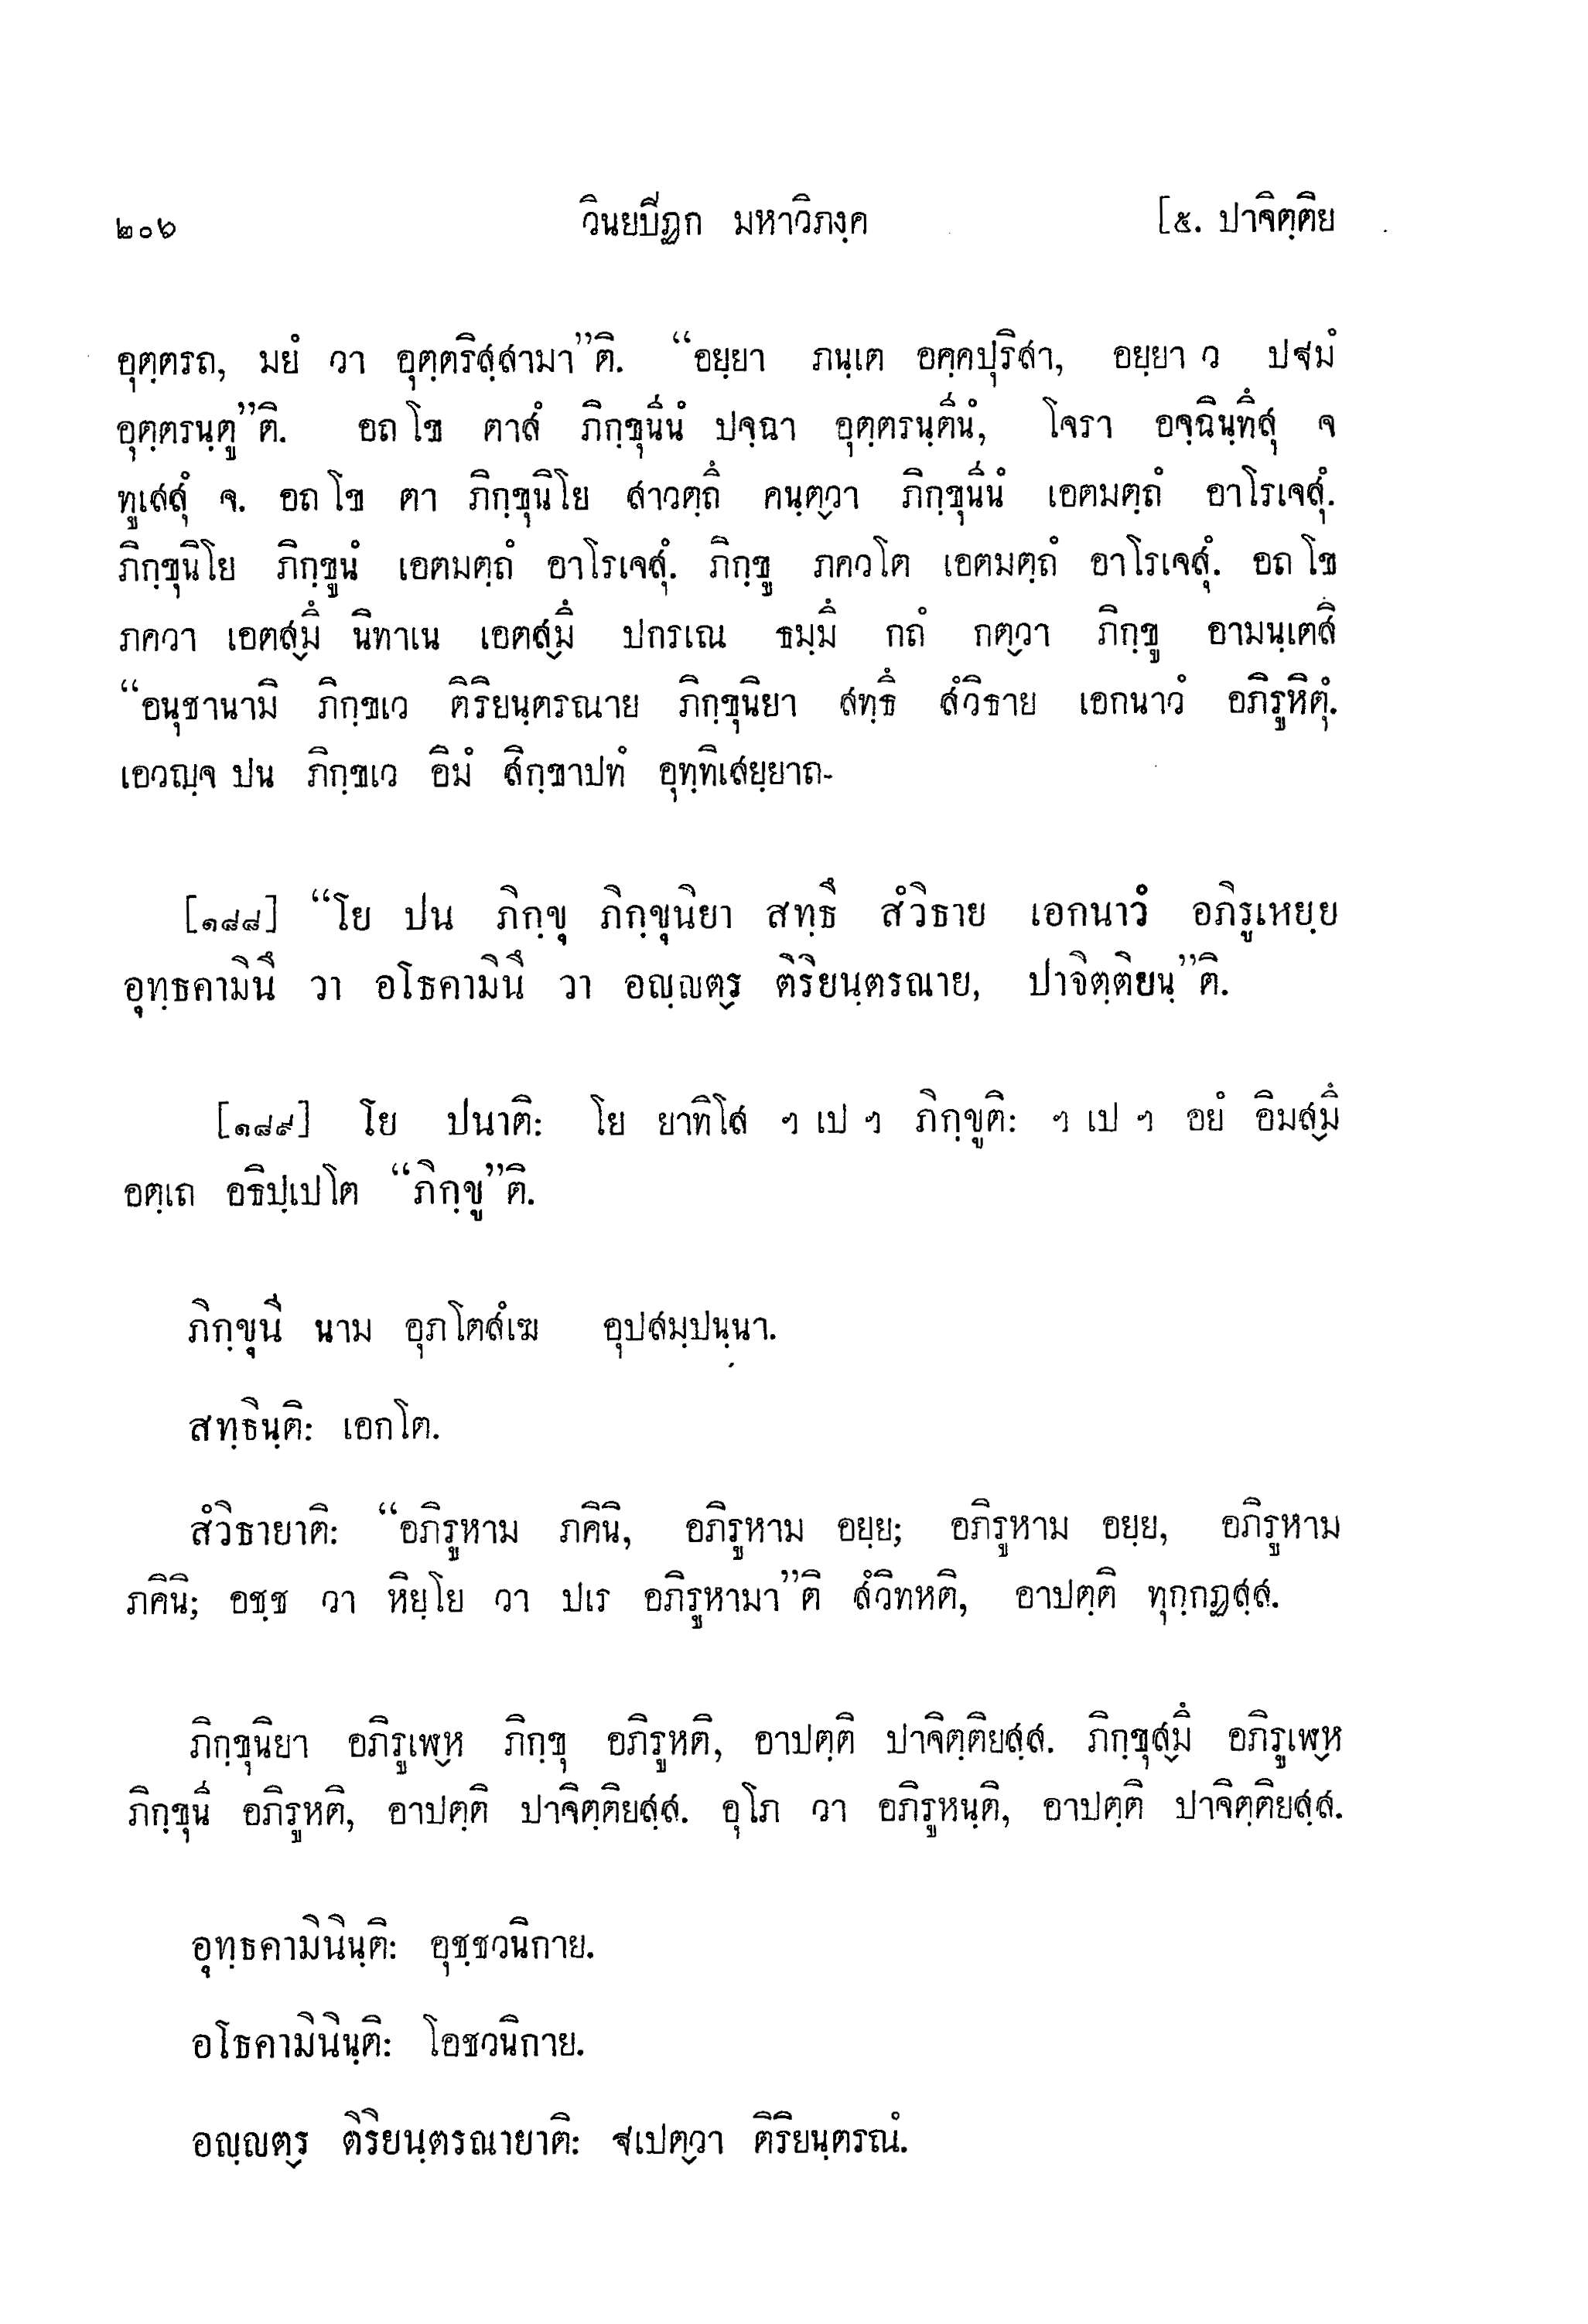 ๒๐๖ วินยปิฏก มหาวิภงฺค [๕. ปาจิตฺติย
อุตฺตรถ, มยํ วา อุตฺตริสฺสามา”ติ. “อยฺยา ภนฺเต อคฺคปุริสา, อยฺยา ว ปฐมํ
อุตฺตรนฺตู”ติ. อถ โข ตาสํ ภิกฺขุนีนํ ปจฺฉา อุตฺตรนฺตีนํ, โจรา อจฺฉินฺทึสุ จ
ทูเสสุํ จ. อถ โข ตา ภิกฺขุนิโย สาวตฺถึ คนฺต๎วา ภิกฺขุนีนํ เอตมตฺถํ อาโรเจสุํ.
ภิกฺขุนิโย ภิกฺขูนํ เอตมตฺถํ อาโรเจสุํ. ภิกฺขู ภควโต เอตมตฺถํ อาโรเจสุํ. อถ โข
ภควา เอตส๎มึ นิทาเน เอตส๎มึ ปกรเณ ธมฺมึ กถํ กต๎วา ภิกฺขู อามนฺเตสิ
“อนุชานามิ ภิกฺขเว ติริยนฺตรณาย ภิกฺขุนิยา สทฺธึ สํวิธาย เอกนาวํ อภิรูหิตุํ.
เอวญฺจ ปน ภิกฺขเว อิมํ สิกฺขาปทํ อุทฺทิเสยฺยาถ-
[๑๘๘] “โย ปน ภิกฺขุ ภิกฺขุนิยา สทฺธึ สํวิธาย เอกนาวํ อภิรูเหยฺย
อุทฺธคามินึ วา อโธคามินึ วา อญฺญต๎ร ติริยนฺตรณาย, ปาจิตฺติยนฺ”ติ.
[๑๘๙] โย ปนาติ: โย ยาทิโส ฯ เป ฯ ภิกฺขูติ: ฯ เป ฯ อยํ อิมส๎มึ
อตฺเถ อธิปฺเปโต “ภิกฺขู”ติ.
ภิกฺขุนี นาม อุภโตสํเฆ อุปสมฺปนฺนา.
สทฺธินฺติ: เอกโต.
สํวิธายาติ: “อภิรูหาม ภคินิ, อภิรูหาม อยฺย; อภิรูหาม อยฺย, อภิรูหาม
ภคินิ; อชฺช วา หิยฺโย วา ปเร อภิรูหามา”ติ สํวิทหติ, อาปตฺติ ทุกฺกฏสฺส.
ภิกฺขุนิยา อภิรูเฬ๎ห ภิกฺขุ อภิรูหติ, อาปตฺติ ปาจิตฺติยสฺส. ภิกฺขุส๎มึ อภิรูเฬ๎ห
ภิกฺขุนี อภิรูหติ, อาปตฺติ ปาจิตฺติยสฺส. อุโภ วา อภิรูหนฺติ, อาปตฺติ ปาจิตฺติยสฺส.
อุทฺธคามินินฺติ: อุชฺชวนิกาย.
อโธคามินินฺติ: โอชวนิกาย.
อญฺญต๎ร ติริยนฺตรณายาติ: ฐเปต๎วา ติริยนฺตรณํ.